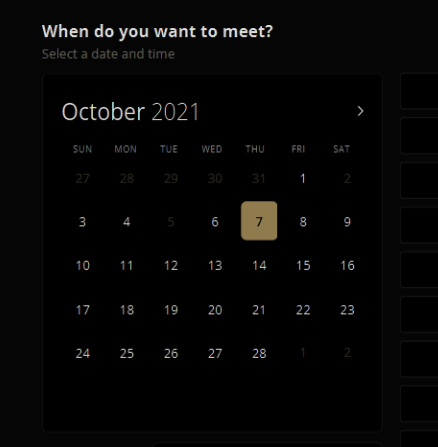 When do you want to meet?
Select a date and time
October 2021 >
SUN MON TUE WED THU FRI SAT
27 28 29 30 31 1 2
3 4 5 6 7 8 9
10 11 12 13 14 15 16
17 18 19 20 21 22 23
24 25 26 27 28 1 2